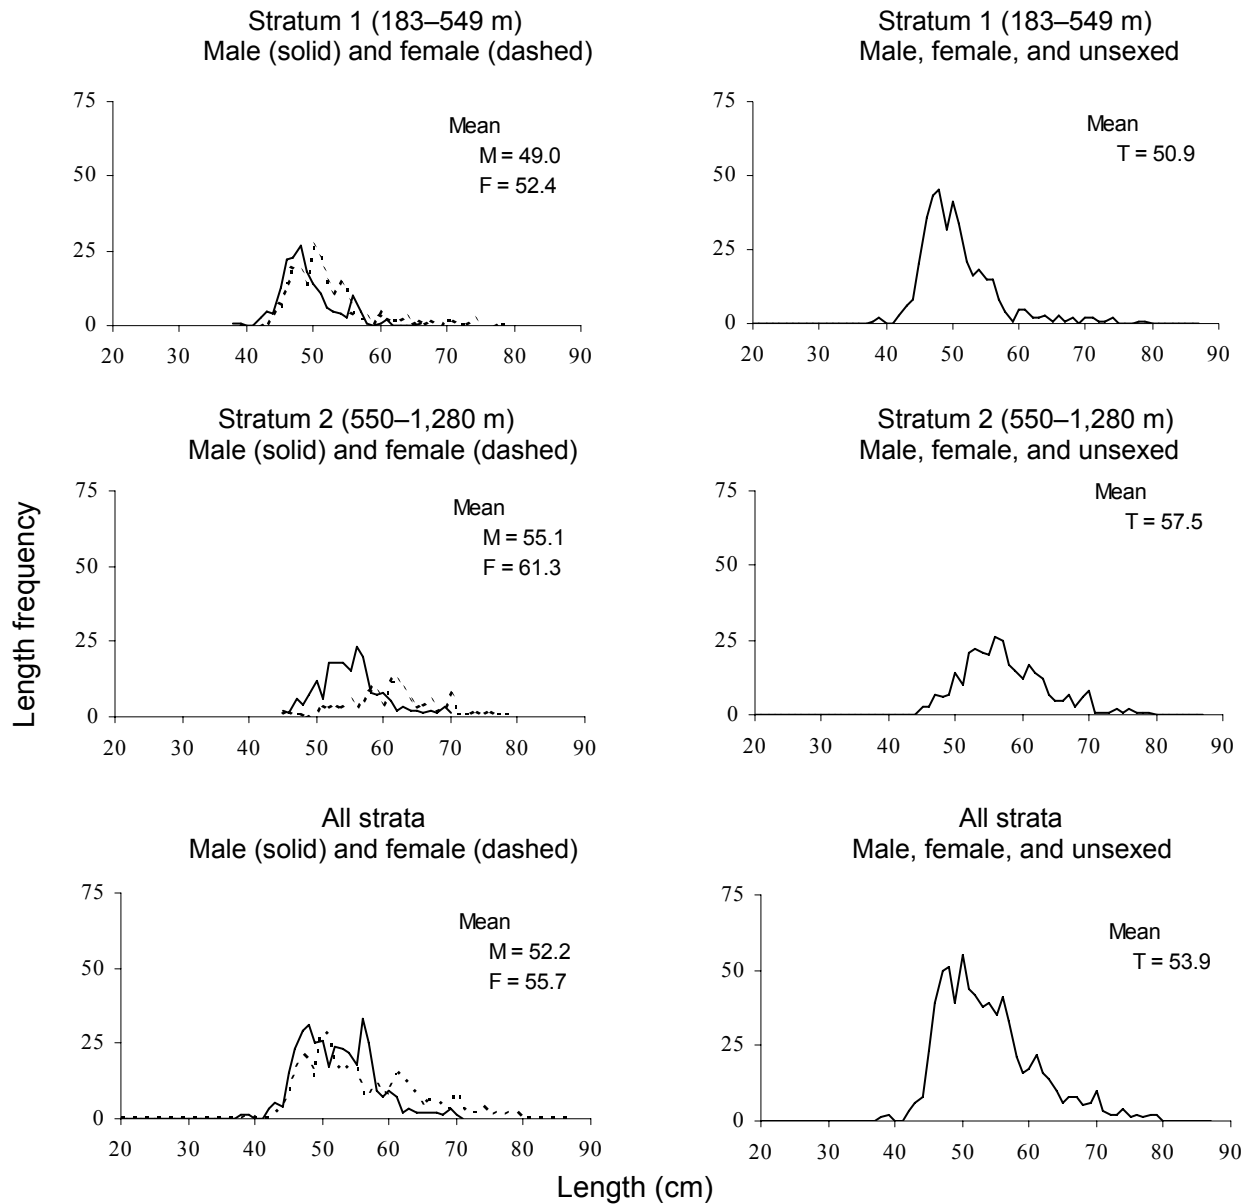 Stratum 1 (183–549 m)
Male (solid) and female (dashed)
75
50
25
0
20 30 40 50 60 70 80 90
Mean
M = 49.0
F = 52.4
Stratum 1 (183–549 m)
Male, female, and unsexed
75
50
25
0
20 30 40 50 60 70 80 90
Mean
T = 50.9
Stratum 2 (550–1,280 m)
Male (solid) and female (dashed)
75
50
25
0
20 30 40 50 60 70 80 90
Mean
M = 55.1
F = 61.3
Stratum 2 (550–1,280 m)
Male, female, and unsexed
75
50
25
0
20 30 40 50 60 70 80 90
Mean
T = 57.5
Length frequency
All strata
Male (solid) and female (dashed)
75
50
25
0
20 30 40 50 60 70 80 90
Mean
M = 52.2
F = 55.7
All strata
Male, female, and unsexed
75
50
25
0
20 30 40 50 60 70 80 90
Mean
T = 53.9
Length (cm)